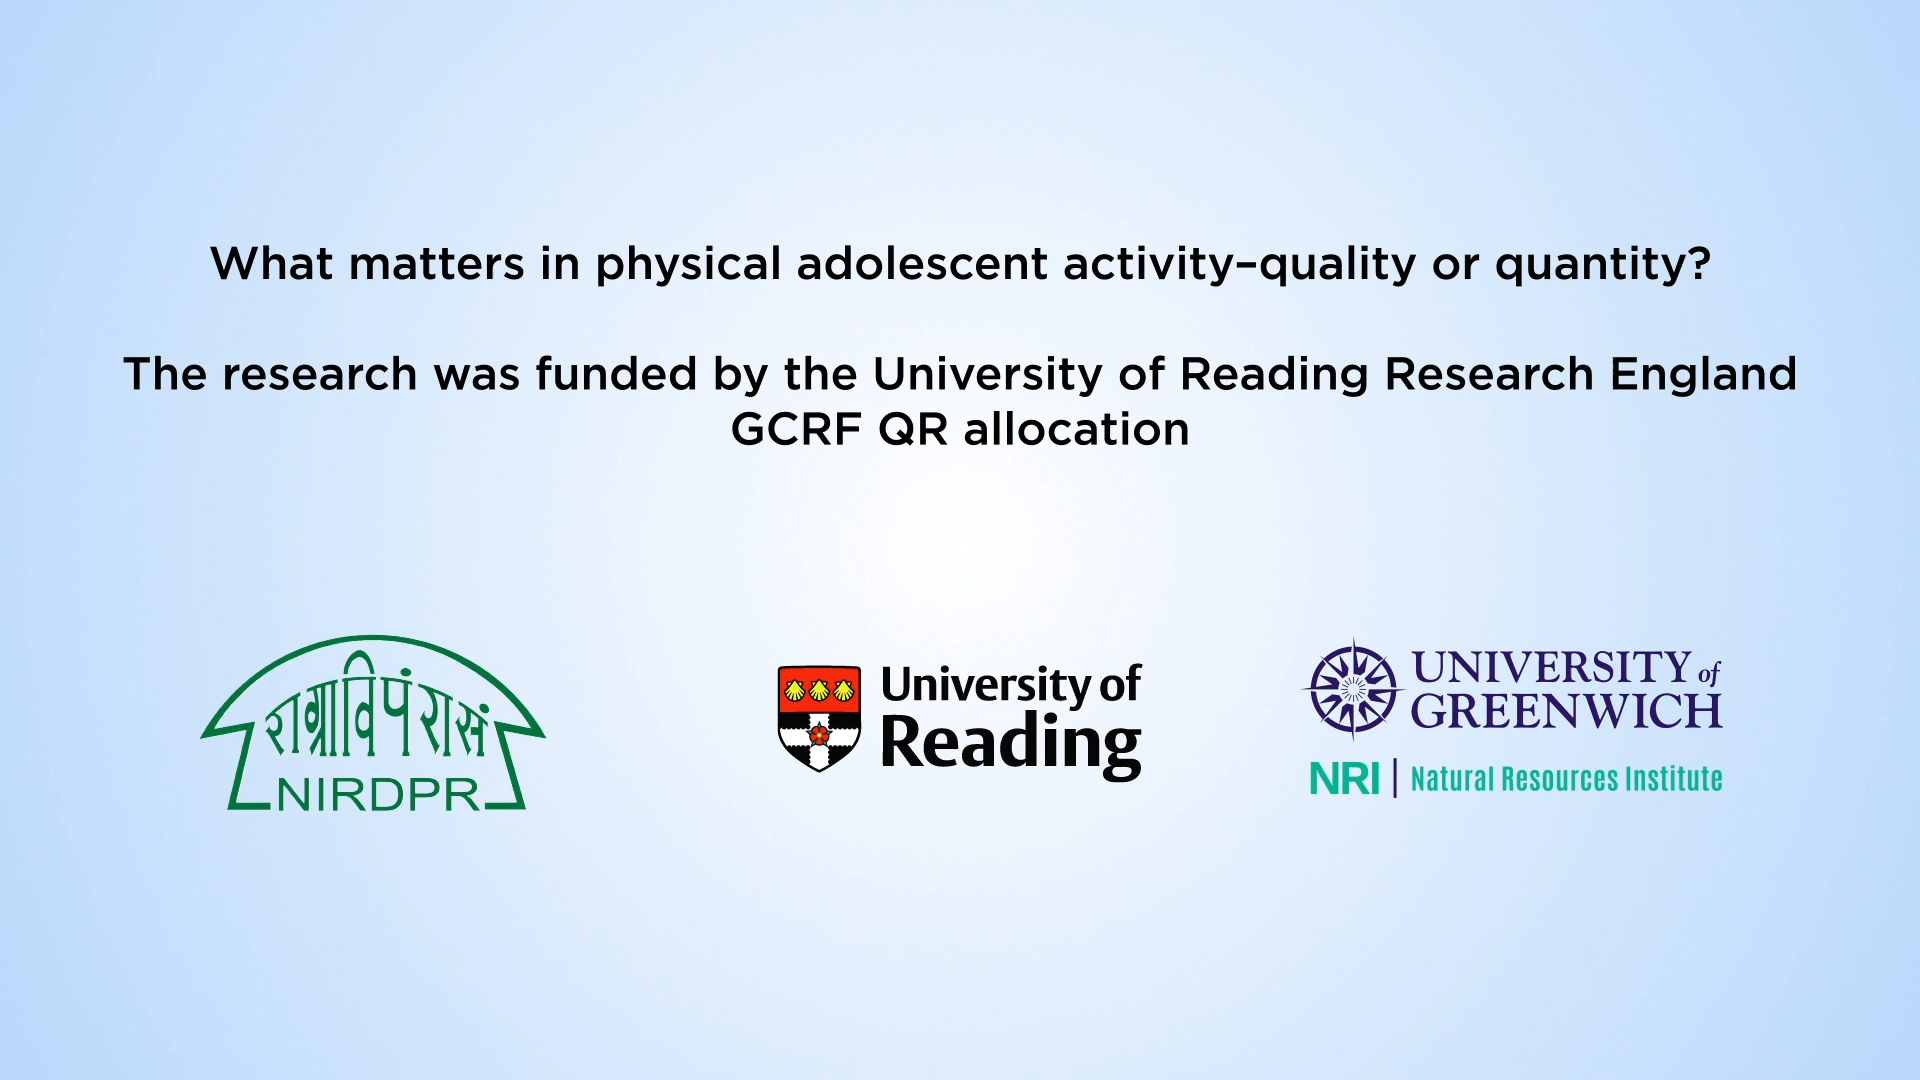 What matters in physical adolescent activity–quality or quantity?
The research was funded by the University of Reading Research England
GCRF QR allocation
राग्राविपंरासं
NIRDPR
University of
Reading
UNIVERSITY of
GREENWICH
NRI | Natural Resources Institute